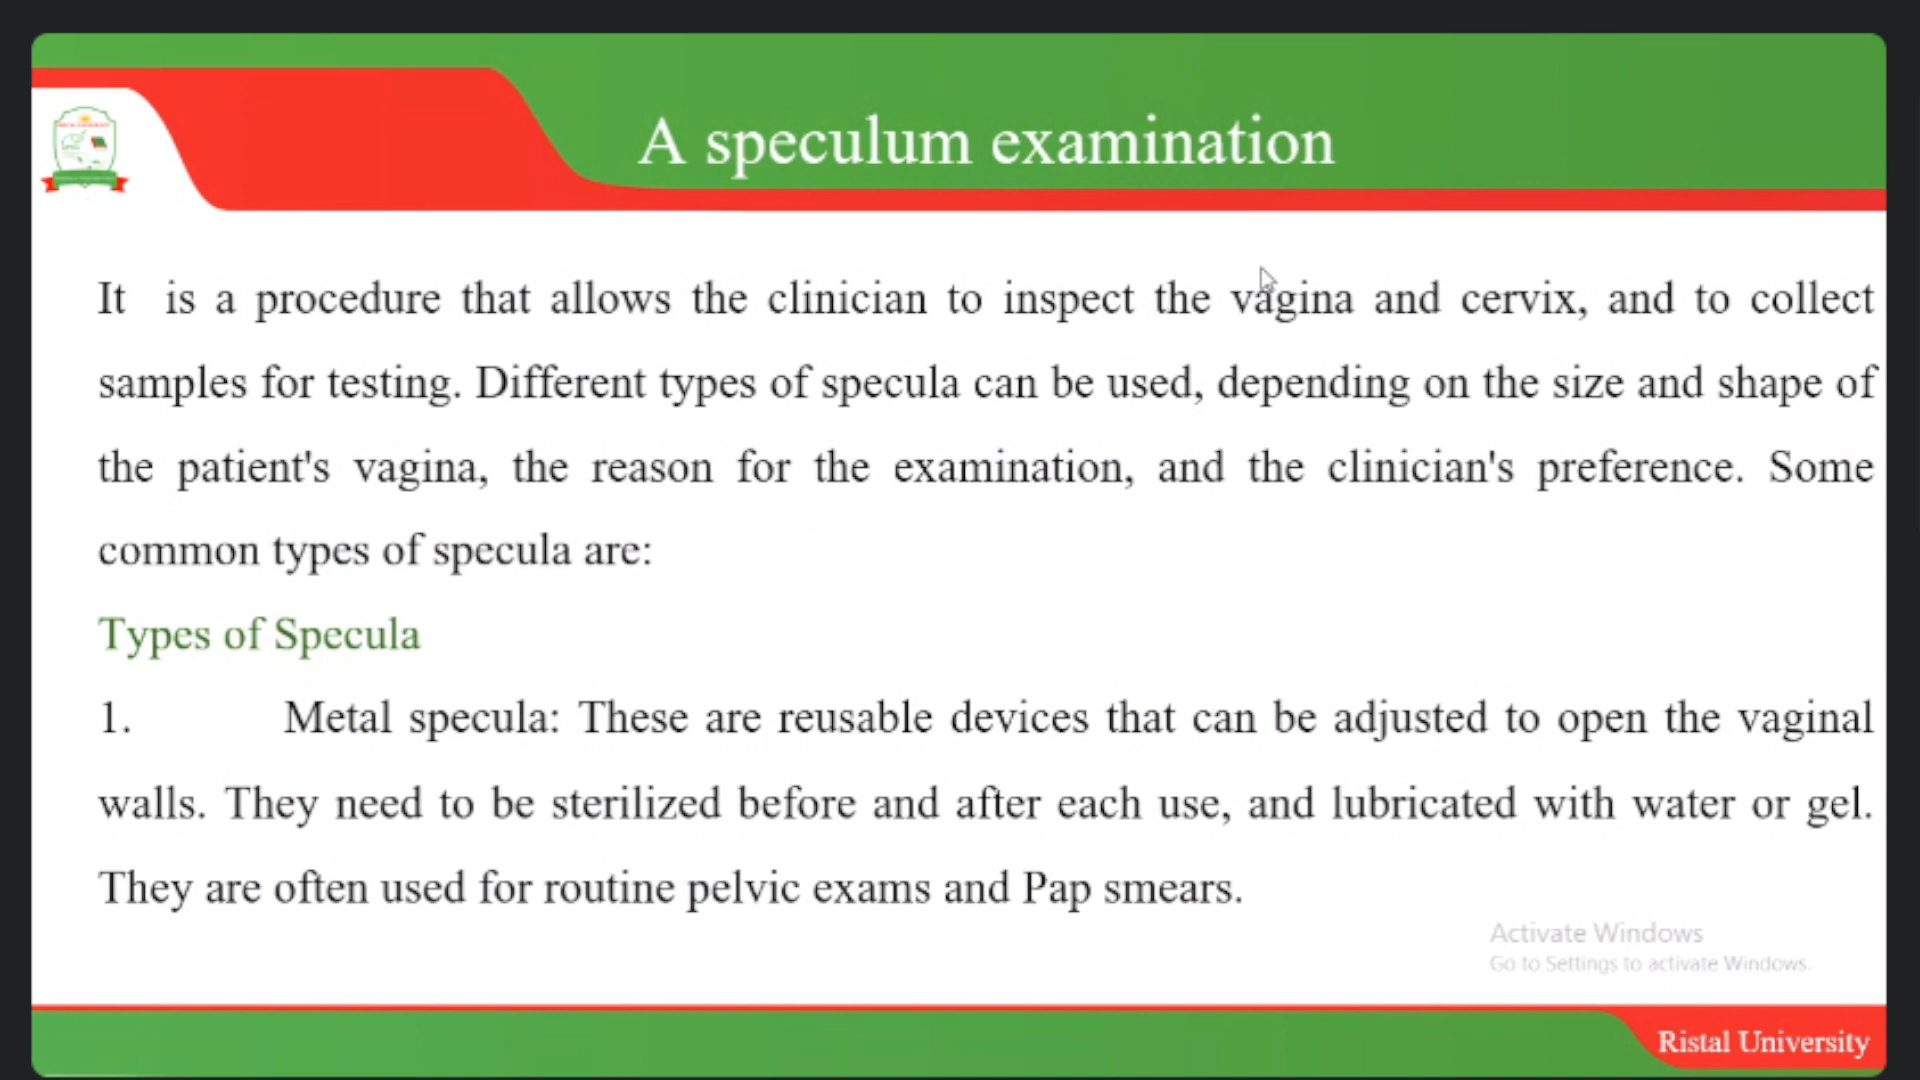 A speculum examination
It is a procedure that allows the clinician to inspect the vagina and cervix, and to collect
samples for testing. Different types of specula can be used, depending on the size and shape of
the patient's vagina, the reason for the examination, and the clinician's preference. Some
common types of specula are:
Types of Specula
1. Metal specula: These are reusable devices that can be adjusted to open the vaginal
walls. They need to be sterilized before and after each use, and lubricated with water or gel.
They are often used for routine pelvic exams and Pap smears.
Activate Windows
Go to Settings to activate Windows.
Ristal University